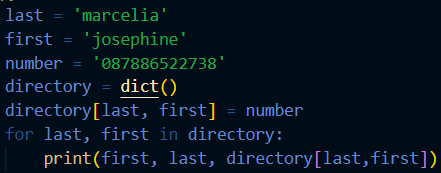 last = 'marcelia'
first = 'josephine'
number = '087886522738'
directory = dict()
directory[last, first] = number
for last, first in directory:
    print(first, last, directory[last,first])